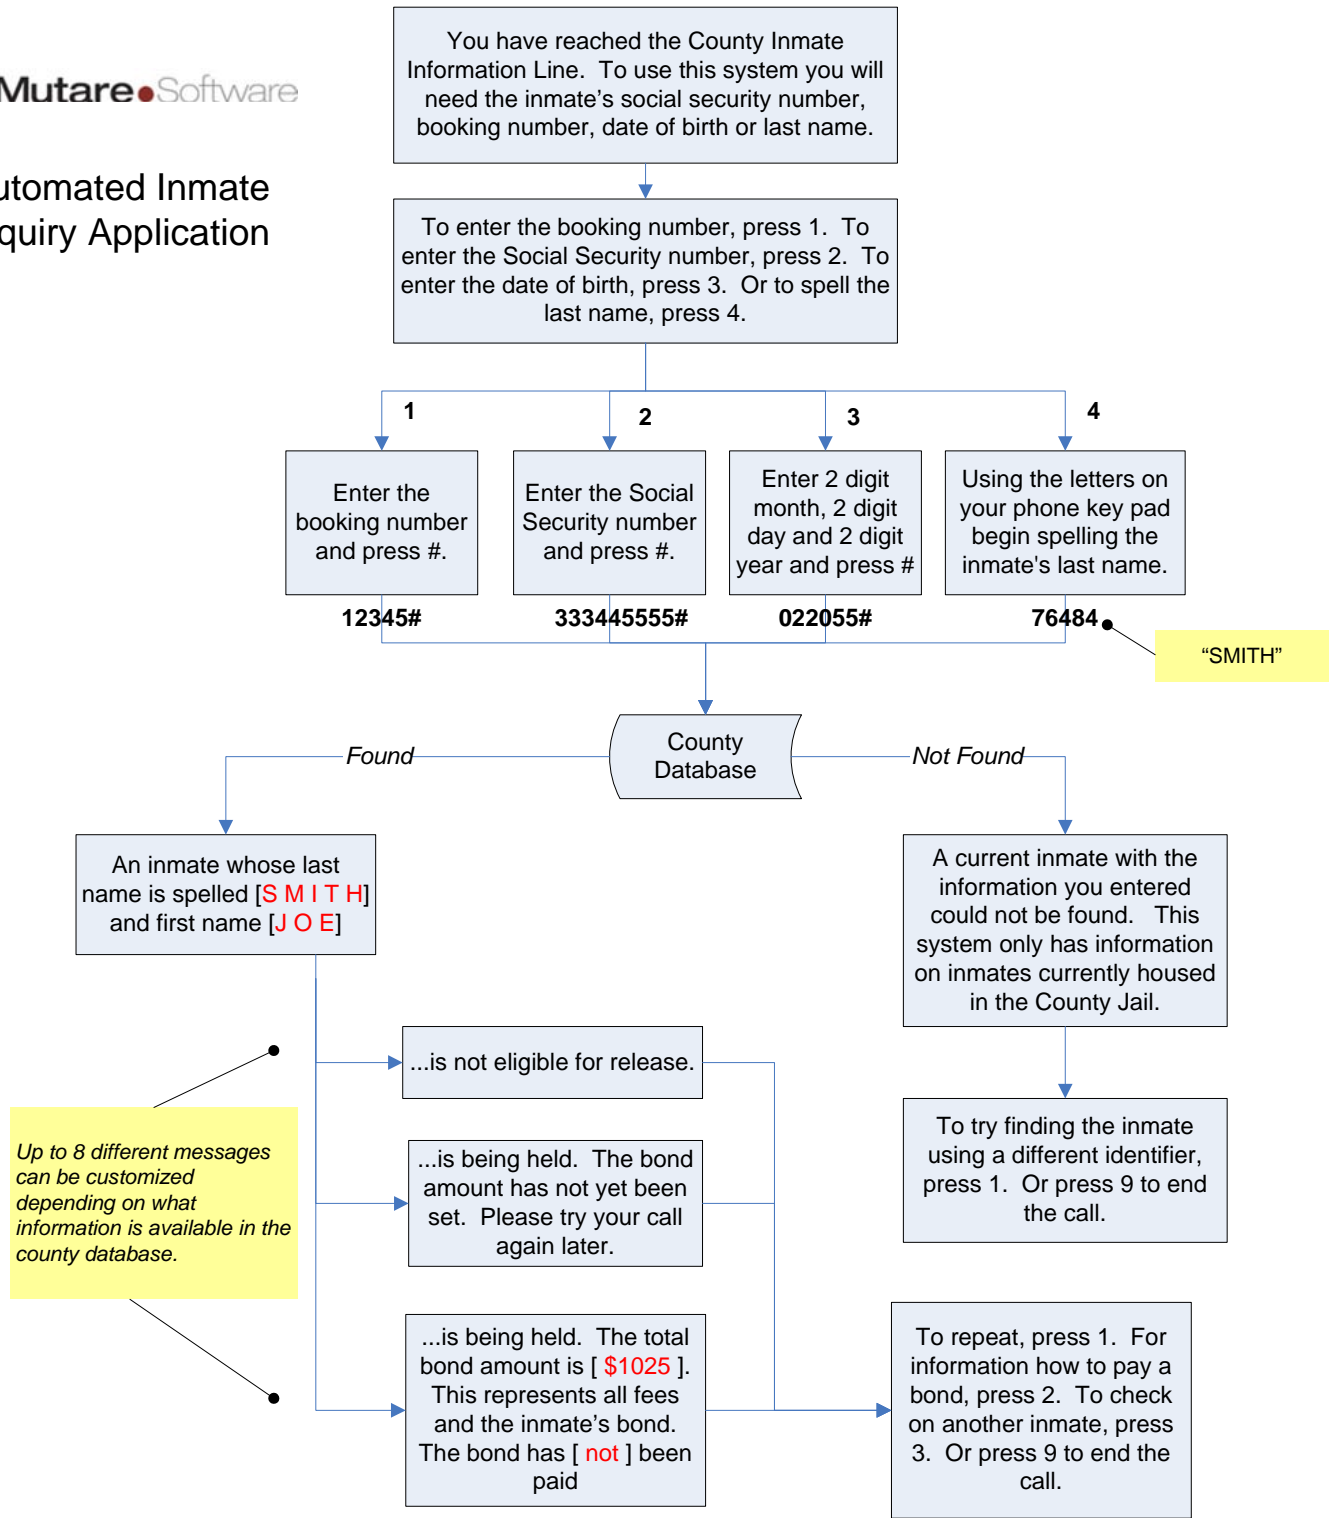 You have reached the County Inmate
Information Line.  To use this system you will
need the inmate's social security number,
booking number, date of birth or last name.
Mutare●Software
utomated Inmate
quiry Application
To enter the booking number, press 1.  To
enter the Social Security number, press 2.  To
enter the date of birth, press 3.  Or to spell the
last name, press 4.
1
2
3
4
Enter the
booking number
and press #.
Enter the Social
Security number
and press #.
Enter 2 digit
month, 2 digit
day and 2 digit
year and press #
Using the letters on
your phone key pad
begin spelling the
inmate's last name.
12345#
333445555#
022055#
76484
“SMITH”
County
Database
Found
Not Found
An inmate whose last
name is spelled [S M I T H]
and first name [J O E]
A current inmate with the
information you entered
could not be found.   This
system only has information
on inmates currently housed
in the County Jail.
...is not eligible for release.
To try finding the inmate
using a different identifier,
press 1.  Or press 9 to end
the call.
Up to 8 different messages
can be customized
depending on what
information is available in the
county database.
...is being held.  The bond
amount has not yet been
set.  Please try your call
again later.
...is being held.  The total
bond amount is [ $1025 ].
This represents all fees
and the inmate’s bond.
The bond has [ not ] been
paid
To repeat, press 1.  For
information how to pay a
bond, press 2.  To check
on another inmate, press
3.  Or press 9 to end the
call.